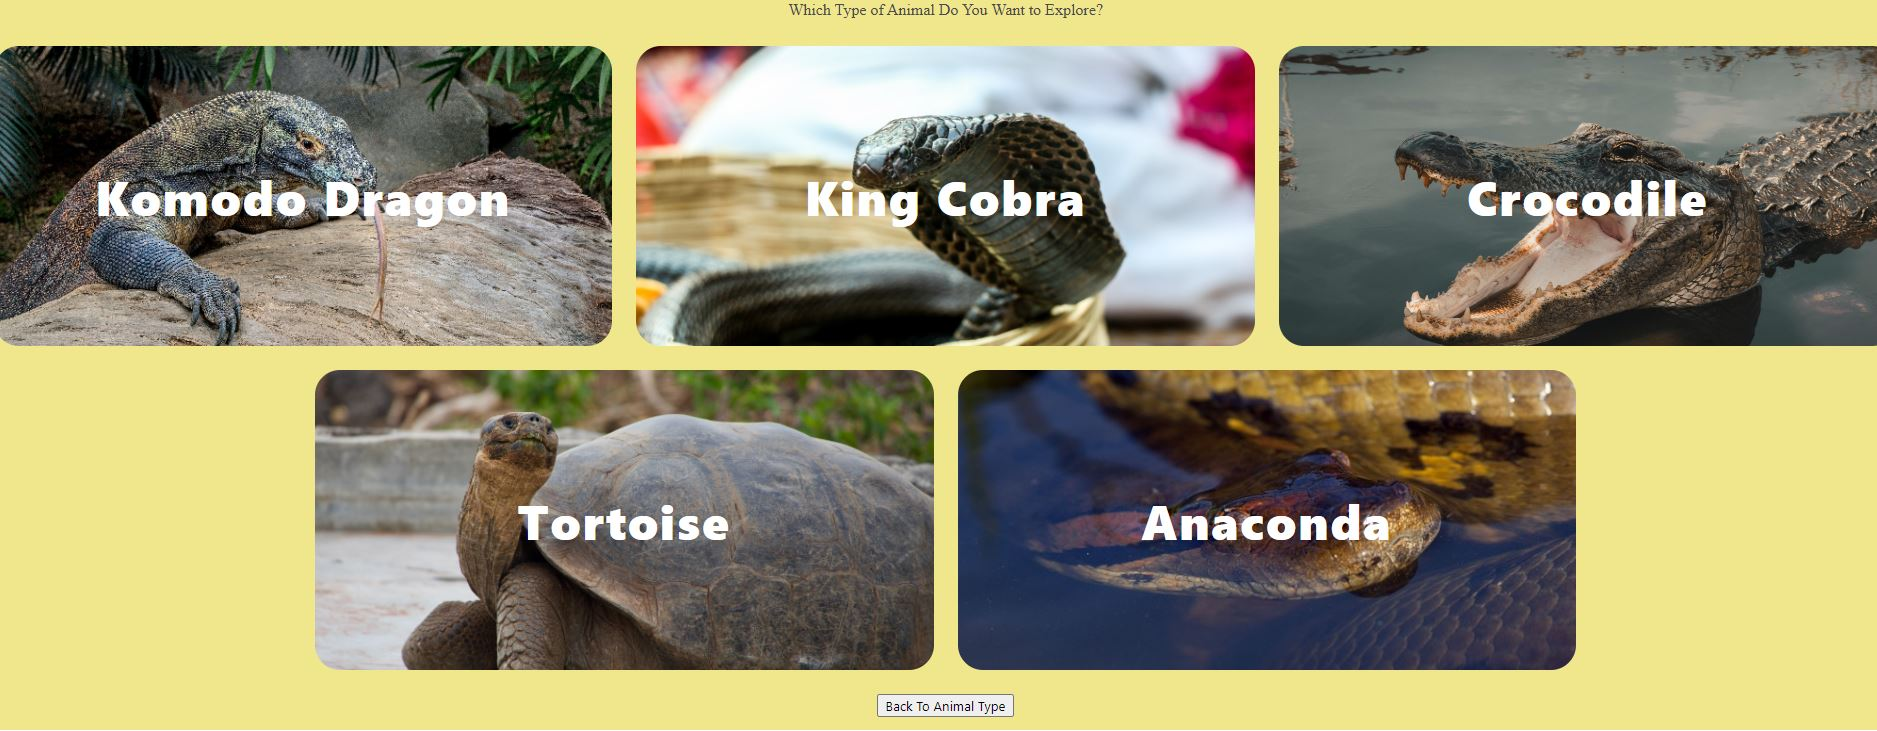 Which Type of Animal Do You Want to Explore?
Komodo Dragon
King Cobra
Crocodile
Tortoise
Anaconda
Back To Animal Type